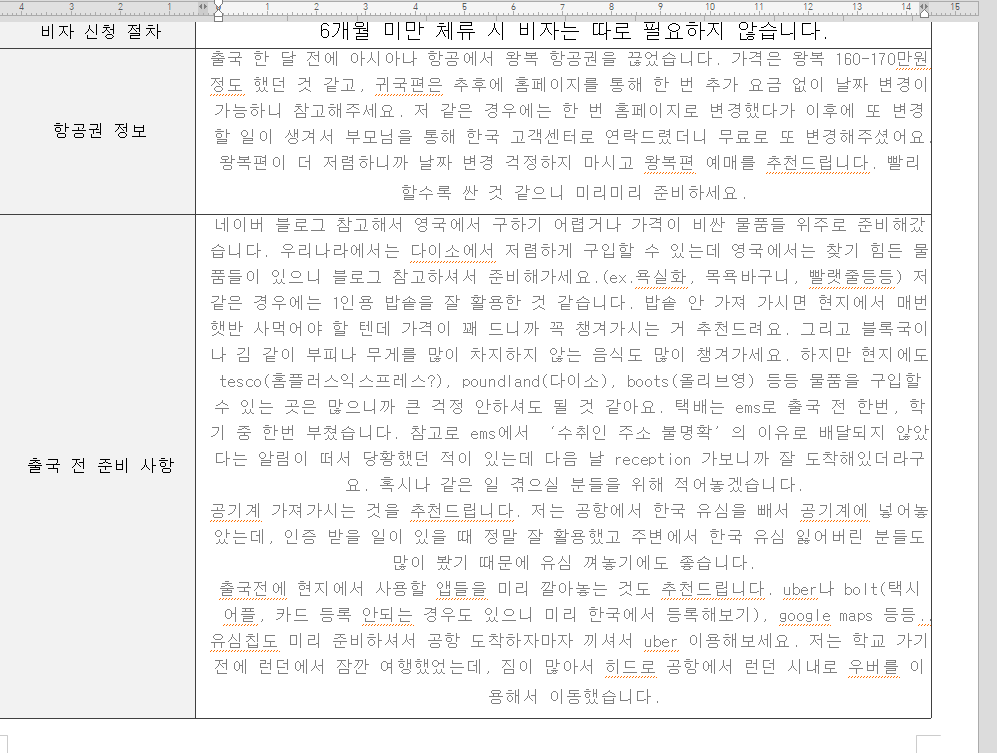 4 3 2 1 1 2 3 4 5 6 7 8 9 10 11 12 13 14 15
비자 신청 절차
6개월 미만 체류 시 비자는 따로 필요하지 않습니다.
항공권 정보
출국 한 달 전에 아시아나 항공에서 왕복 항공권을 끊었습니다. 가격은 왕복 160-170만원
정도 했던 것 같고, 귀국편은 추후에 홈페이지를 통해 한 번 추가 요금 없이 날짜 변경이
가능하니 참고해주세요. 저 같은 경우에는 한 번 홈페이지로 변경했다가 이후에 또 변경
할 일이 생겨서 부모님을 통해 한국 고객센터로 연락드렸더니 무료로 또 변경해주셨어요.
왕복편이 더 저렴하니까 날짜 변경 걱정하지 마시고 왕복편 예매를 추천드립니다. 빨리
할수록 싼 것 같으니 미리미리 준비하세요.
출국 전 준비 사항
네이버 블로그 참고해서 영국에서 구하기 어렵거나 가격이 비싼 물품들 위주로 준비해갔
습니다. 우리나라에서는 다이소에서 저렴하게 구입할 수 있는데 영국에서는 찾기 힘든 물
품들이 있으니 블로그 참고하셔서 준비해가세요.(ex.욕실화, 목욕바구니, 빨랫줄등등) 저
같은 경우에는 1인용 밥솥을 잘 활용한 것 같습니다. 밥솥 안 가져 가시면 현지에서 매번
햇반 사먹어야 할 텐데 가격이 꽤 드니까 꼭 챙겨가시는 거 추천드려요. 그리고 블록국이
나 김 같이 부피나 무게를 많이 차지하지 않는 음식도 많이 챙겨가세요. 하지만 현지에도
tesco(홈플러스익스프레스?), poundland(다이소), boots(올리브영) 등등 물품을 구입할
수 있는 곳은 많으니까 큰 걱정 안하셔도 될 것 같아요. 택배는 ems로 출국 전 한번, 학
기 중 한번 부쳤습니다. 참고로 ems에서 ‘수취인 주소 불명확’의 이유로 배달되지 않았
다는 알림이 떠서 당황했던 적이 있는데 다음 날 reception 가보니까 잘 도착해있더라구
요. 혹시나 같은 일 겪으실 분들을 위해 적어놓겠습니다.
공기계 가져가시는 것을 추천드립니다. 저는 공항에서 한국 유심을 빼서 공기계에 넣어놓
았는데, 인증 받을 일이 있을 때 정말 잘 활용했고 주변에서 한국 유심 잃어버린 분들도
많이 봤기 때문에 유심 껴놓기에도 좋습니다.
출국전에 현지에서 사용할 앱들을 미리 깔아놓는 것도 추천드립니다. uber나 bolt(택시
어플, 카드 등록 안되는 경우도 있으니 미리 한국에서 등록해보기), google maps 등등..
유심칩도 미리 준비하셔서 공항 도착하자마자 끼셔서 uber 이용해보세요. 저는 학교 가기
전에 런던에서 잠깐 여행했었는데, 짐이 많아서 히드로 공항에서 런던 시내로 우버를 이
용해서 이동했습니다.